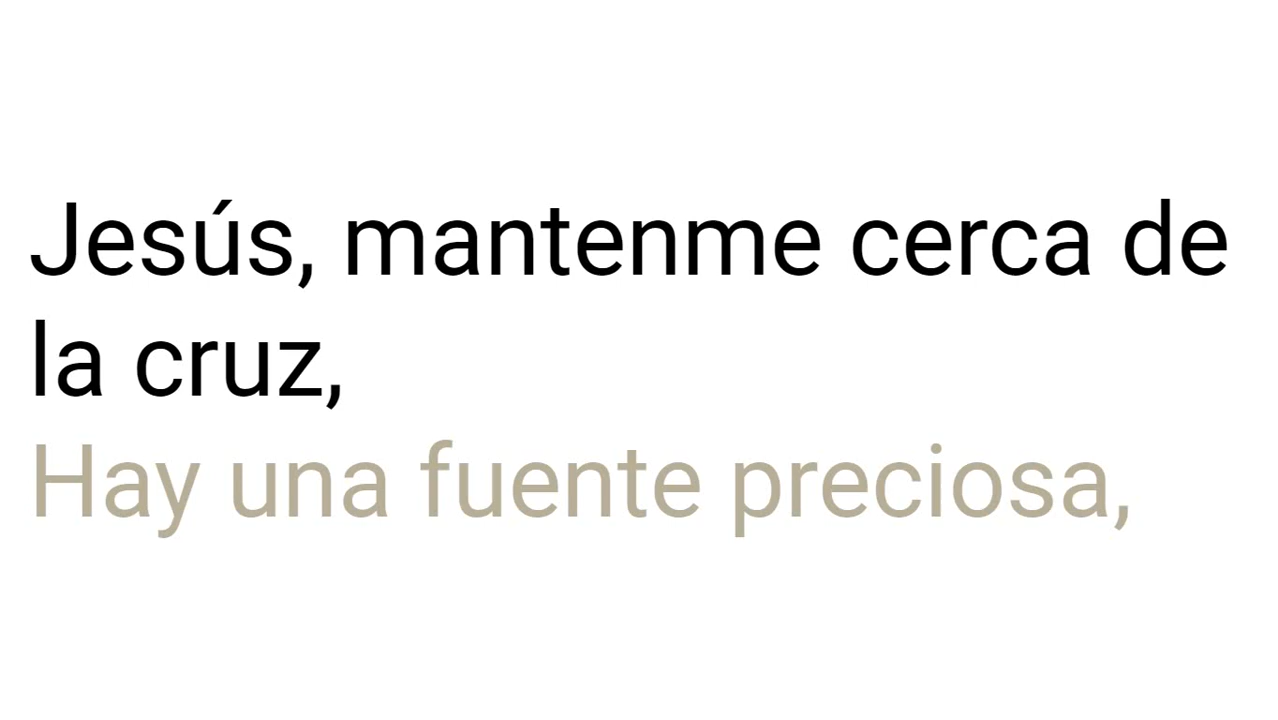 Jesús, mantenme cerca de
la cruz,
Hay una fuente preciosa,